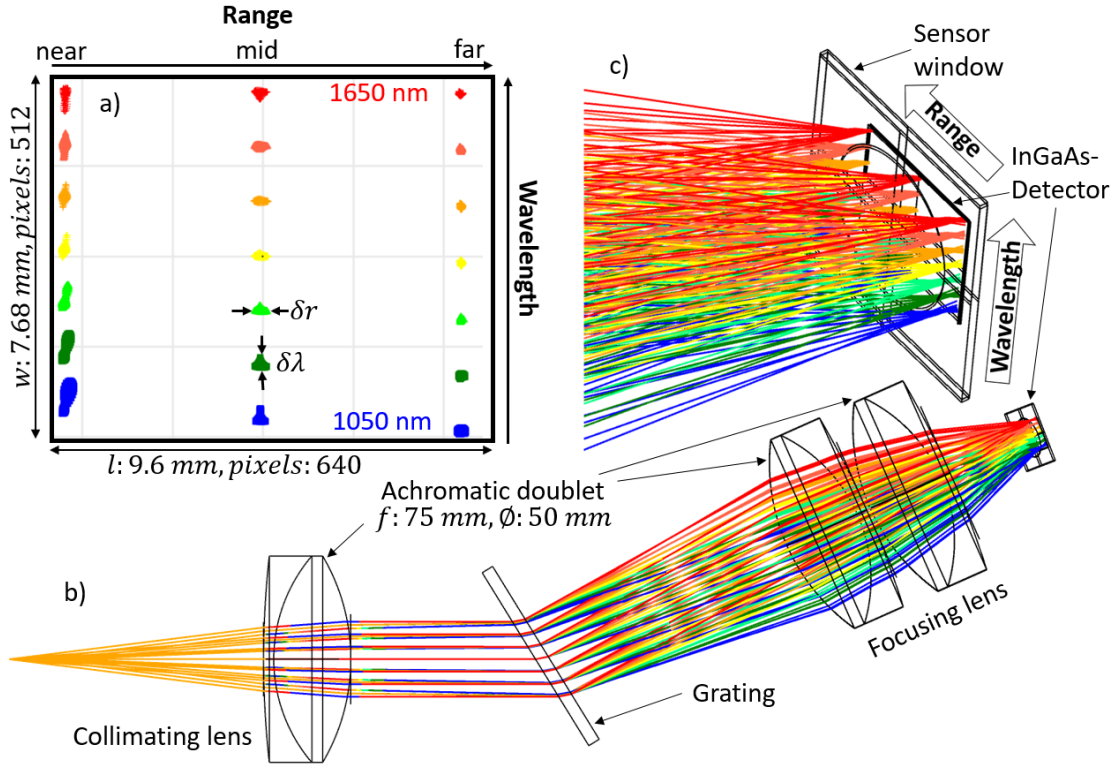 Range
near
mid
far
a)
1650 nm
w: 7.68 mm, pixels: 512
Wavelength
δr
δλ
1050 nm
l: 9.6 mm, pixels: 640
c)
Sensor
window
Range
InGaAs-
Detector
Wavelength
Achromatic doublet
f: 75 mm, Ø: 50 mm
b)
Focusing lens
Grating
Collimating lens